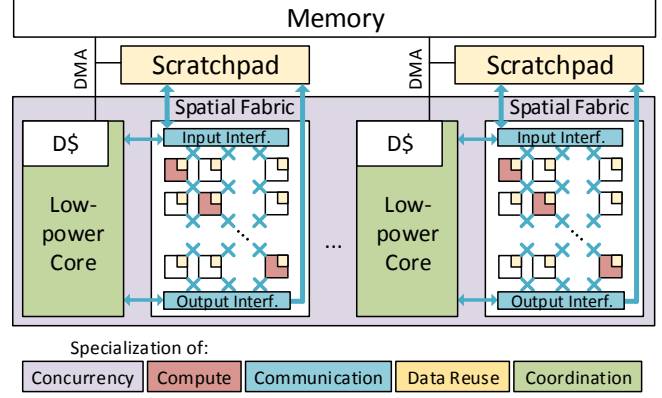 Memory
DMA
Scratchpad
DMA
Scratchpad
Spatial Fabric
Spatial Fabric
D$
Input Interf.
D$
Input Interf.
Low-
power
Core
...
Low-
power
Core
Output Interf.
Output Interf.
Specialization of:
Concurrency Compute Communication Data Reuse Coordination